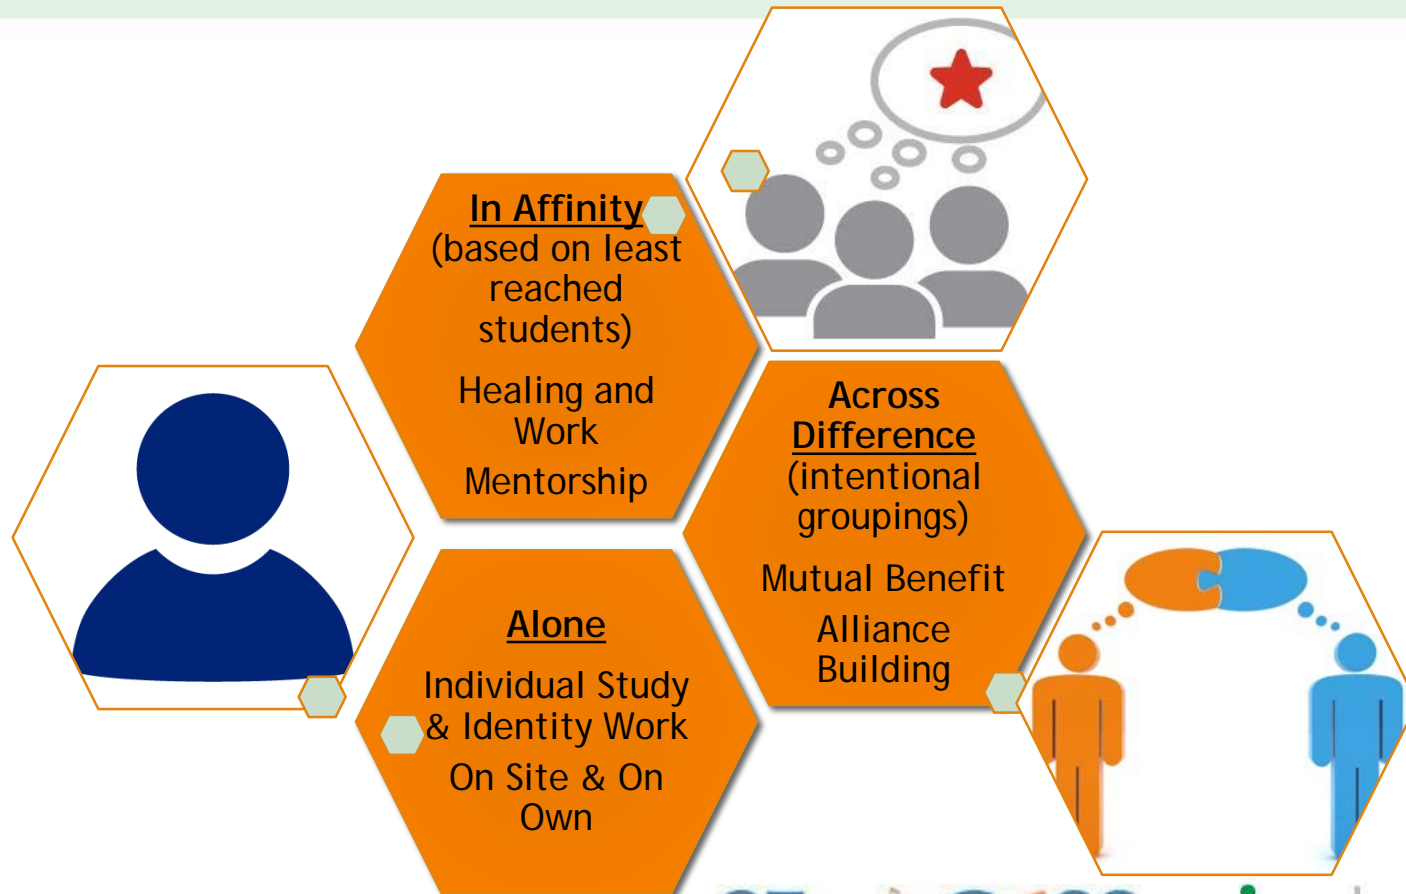 In Affinity
(based on least
reached
students)
Healing and
Work
Mentorship
Across
Difference
(intentional
groupings)
Mutual Benefit
Alliance
Building
Alone
Individual Study
& Identity Work
On Site & On
Own